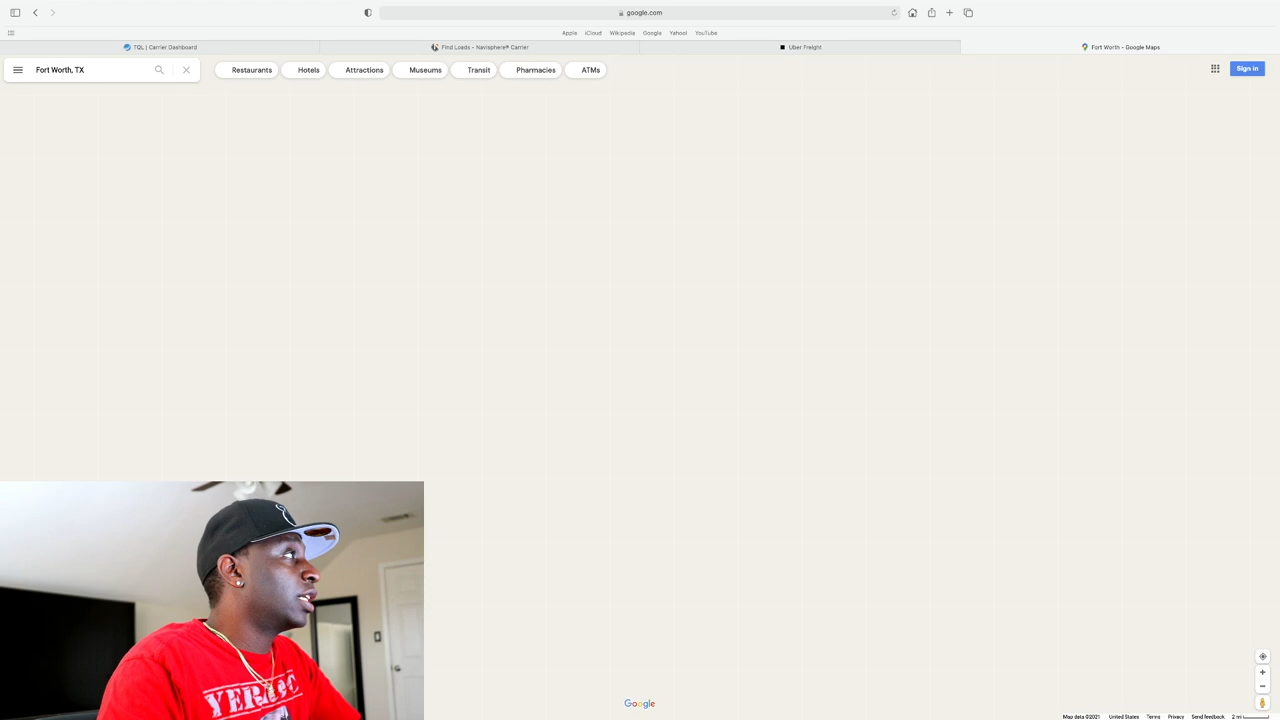 google.com
Apple iCloud Wikipedia Google Yahoo! YouTube
TQL | Carrier Dashboard
Find Loads - Navisphere® Carrier
Uber Freight
Fort Worth - Google Maps
Fort Worth, TX
Restaurants Hotels Attractions Museums Transit Pharmacies ATMs
Sign in
Google
Map data ©2021 United States Terms Privacy Send feedback 2 mi